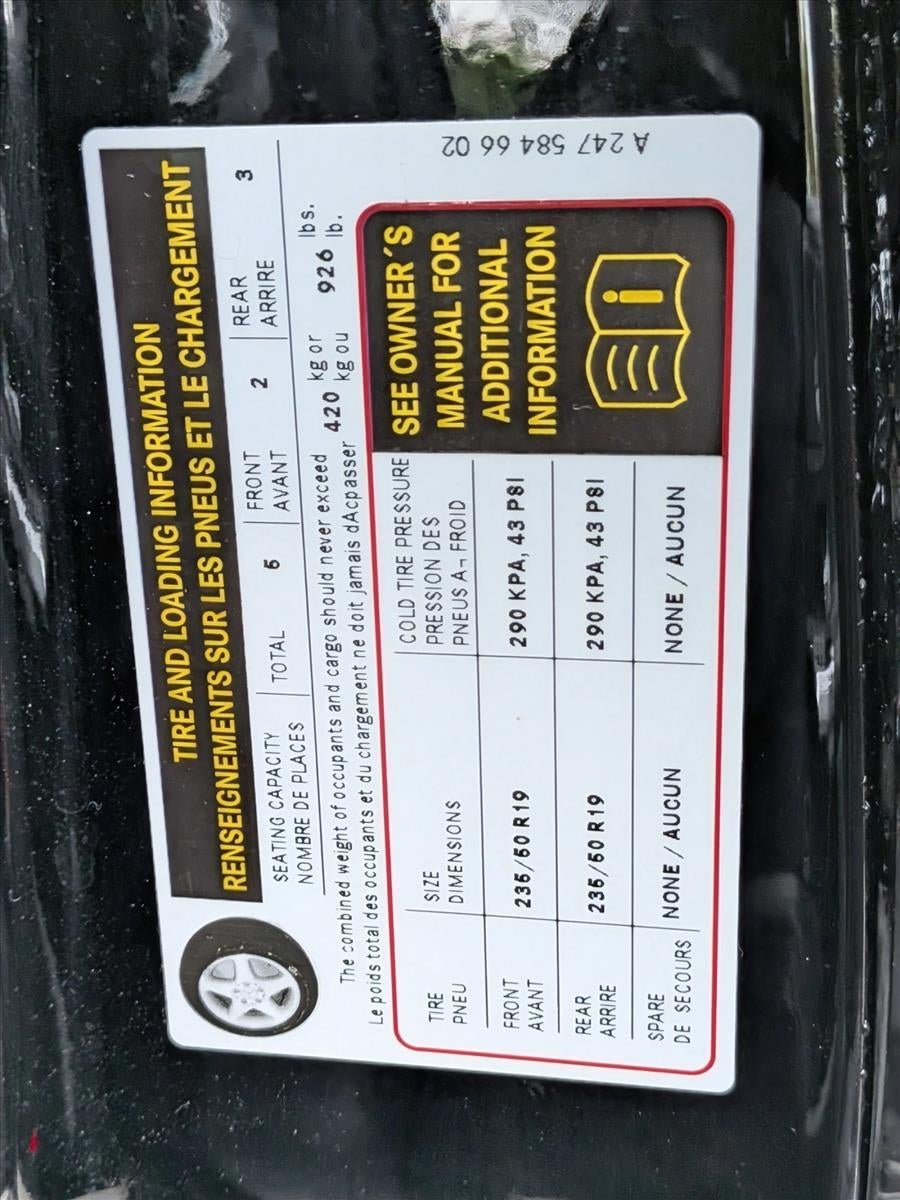 TIRE AND LOADING INFORMATION
RENSEIGNEMENTS SUR LES PNEUS ET LE CHARGEMENT
SEATING CAPACITY TOTAL 5 FRONT 2 REAR 3
NOMBRE DE PLACES AVANT ARRIRE
The combined weight of occupants and cargo should never exceed 420 kg or 926 lbs.
Le poids total des occupants et du chargement ne doit jamais dAcpasser kg ou lb.
TIRE SIZE COLD TIRE PRESSURE
PNEU DIMENSIONS PRESSION DES
PNEUS A¬ FROID
FRONT 235/50 R19 290 KPA, 43 PSI
AVANT
REAR 235/50 R19 290 KPA, 43 PSI
ARRIRE
SPARE NONE / AUCUN NONE / AUCUN
DE SECOURS
SEE OWNER´S
MANUAL FOR
ADDITIONAL
INFORMATION
A 247 584 66 02